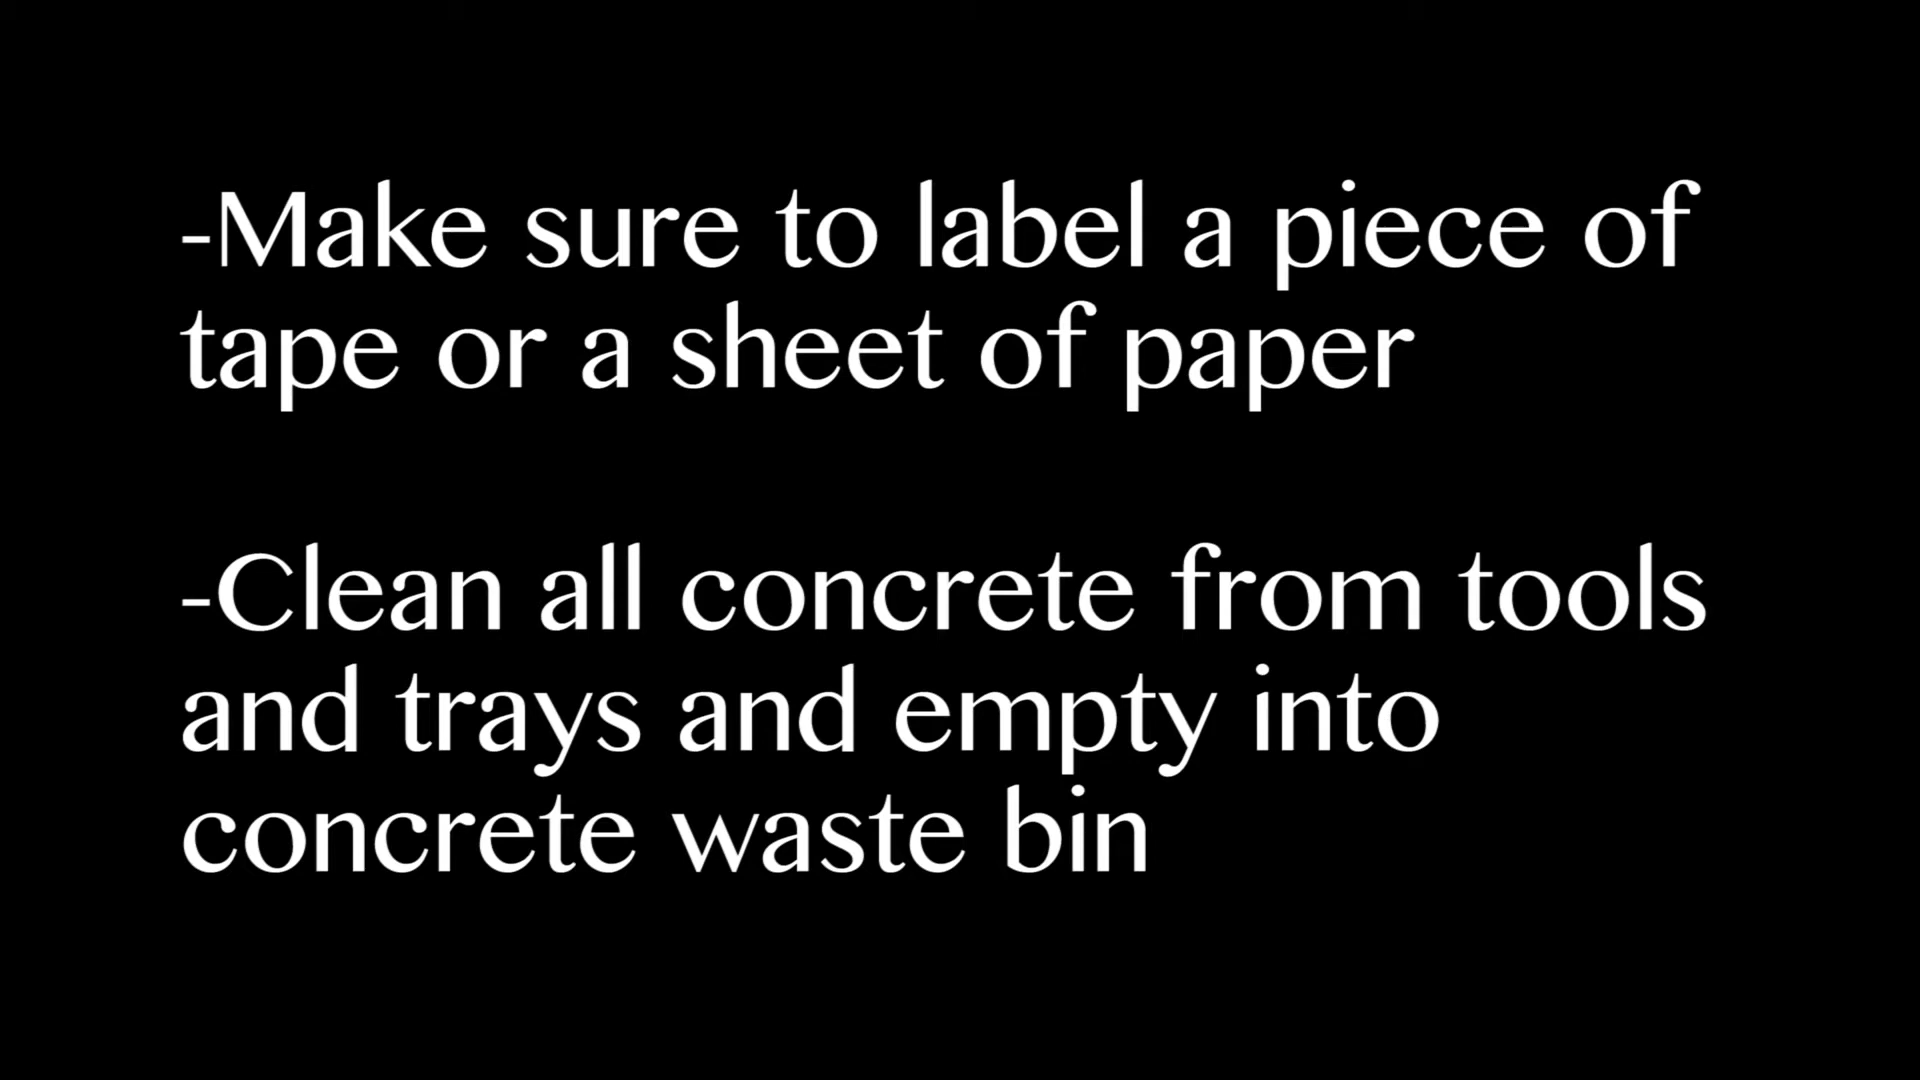 -Make sure to label a piece of
tape or a sheet of paper
-Clean all concrete from tools
and trays and empty into
concrete waste bin